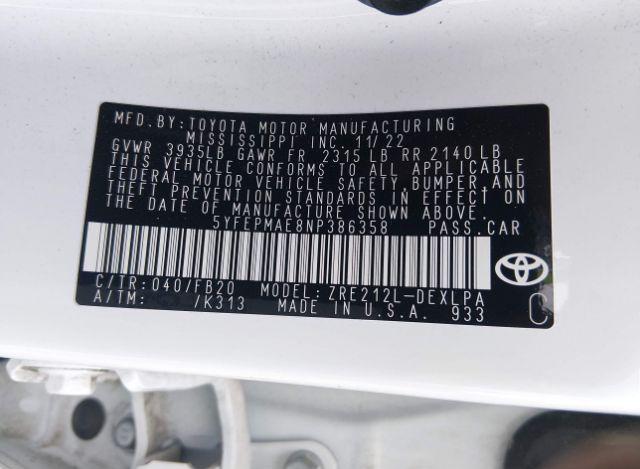 MFD. BY: TOYOTA MOTOR MANUFACTURING
MISSISSIPPI INC. 11/22
GVWR 3935LB GAWR FR 2315 LB RR 2140 LB
THIS VEHICLE CONFORMS TO ALL APPLICABLE
FEDERAL MOTOR VEHICLE SAFETY, BUMPER, AND
THEFT PREVENTION STANDARDS IN EFFECT ON
THE DATE OF MANUFACTURE SHOWN ABOVE.
5YFEPMAE8NP386358 PASS. CAR
C/TR: 040/FB20 MODEL: ZRE212L-DEXLPA
A/TM: /K313 MADE IN U.S.A. 933
C